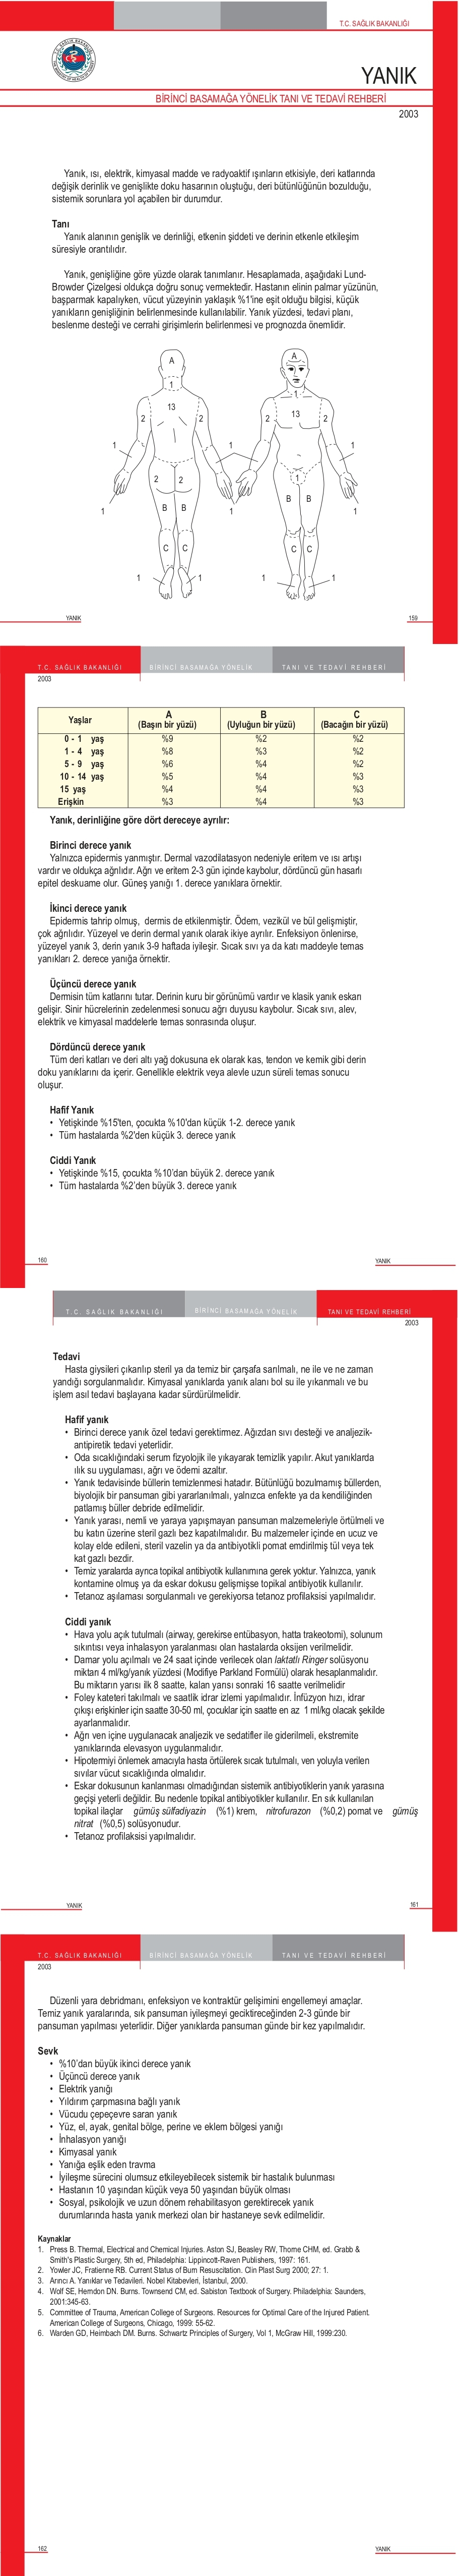 T.C. SAĞLIK BAKANLIĞI
YANIK
BİRİNCİ BASAMAĞA YÖNELİK TANI VE TEDAVİ REHBERİ
2003
Yanık, ısı, elektrik, kimyasal madde ve radyoaktif ışınların etkisiyle, deri katlarında
değişik derinlik ve genişlikte doku hasarının oluştuğu, deri bütünlüğünün bozulduğu,
sistemik sorunlara yol açabilen bir durumdur.
Tanı
Yanık alanının genişlik ve derinliği, etkenin şiddeti ve derinin etkenle etkileşim
süresiyle orantılıdır.
Yanık, genişliğine göre yüzde olarak tanımlanır. Hesaplamada, aşağıdaki Lund-
Browder Çizelgesi oldukça doğru sonuç vermektedir. Hastanın elinin palmar yüzünün,
başparmak kapalıyken, vücut yüzeyinin yaklaşık %1'ine eşit olduğu bilgisi, küçük
yanıkların genişliğinin belirlenmesinde kullanılabilir. Yanık yüzdesi, tedavi planı,
beslenme desteği ve cerrahi girişimlerin belirlenmesi ve prognozda önemlidir.
A A
1 1
13 13
2 2 2 2
1 1 1
2 2 1
B B B B
1 1 1
C C C C
1 1 1 1
YANIK 159
T.C. SAĞLIK BAKANLIĞI BİRİNCİ BASAMAĞA YÖNELİK TANI VE TEDAVİ REHBERİ
2003
Yaşlar A B C
(Başın bir yüzü) (Uyluğun bir yüzü) (Bacağın bir yüzü)
0 - 1 yaş %9 %2 %2
1 - 4 yaş %8 %3 %2
5 - 9 yaş %6 %4 %2
10 - 14 yaş %5 %4 %3
15 yaş %4 %4 %3
Erişkin %3 %4 %3
Yanık, derinliğine göre dört dereceye ayrılır:
Birinci derece yanık
Yalnızca epidermis yanmıştır. Dermal vazodilatasyon nedeniyle eritem ve ısı artışı
vardır ve oldukça ağrılıdır. Ağrı ve eritem 2-3 gün içinde kaybolur, dördüncü gün hasarlı
epitel deskuame olur. Güneş yanığı 1. derece yanıklara örnektir.
İkinci derece yanık
Epidermis tahrip olmuş, dermis de etkilenmiştir. Ödem, vezikül ve bül gelişmiştir,
çok ağrılıdır. Yüzeyel ve derin dermal yanık olarak ikiye ayrılır. Enfeksiyon önlenirse,
yüzeyel yanık 3, derin yanık 3-9 haftada iyileşir. Sıcak sıvı ya da katı maddeyle temas
yanıkları 2. derece yanığa örnektir.
Üçüncü derece yanık
Dermisin tüm katlarını tutar. Derinin kuru bir görünümü vardır ve klasik yanık eskarı
gelişir. Sinir hücrelerinin zedelenmesi sonucu ağrı duyusu kaybolur. Sıcak sıvı, alev,
elektrik ve kimyasal maddelerle temas sonrasında oluşur.
Dördüncü derece yanık
Tüm deri katları ve deri altı yağ dokusuna ek olarak kas, tendon ve kemik gibi derin
doku yanıklarını da içerir. Genellikle elektrik veya alevle uzun süreli temas sonucu
oluşur.
Hafif Yanık
• Yetişkinde %15'ten, çocukta %10'dan küçük 1-2. derece yanık
• Tüm hastalarda %2'den küçük 3. derece yanık
Ciddi Yanık
• Yetişkinde %15, çocukta %10'dan büyük 2. derece yanık
• Tüm hastalarda %2'den büyük 3. derece yanık
160 YANIK
T.C. SAĞLIK BAKANLIĞI BİRİNCİ BASAMAĞA YÖNELİK TANI VE TEDAVİ REHBERİ
2003
Tedavi
Hasta giysileri çıkarılıp steril ya da temiz bir çarşafa sarılmalı, ne ile ve ne zaman
yandığı sorgulanmalıdır. Kimyasal yanıklarda yanık alanı bol su ile yıkanmalı ve bu
işlem asıl tedavi başlayana kadar sürdürülmelidir.
Hafif yanık
• Birinci derece yanık özel tedavi gerektirmez. Ağızdan sıvı desteği ve analjezik-
antipiretik tedavi yeterlidir.
• Oda sıcaklığındaki serum fizyolojik ile yıkayarak temizlik yapılır. Akut yanıklarda
ılık su uygulaması, ağrı ve ödemi azaltır.
• Yanık tedavisinde büllerin temizlenmesi hatadır. Bütünlüğü bozulmamış büllerden,
biyolojik bir pansuman gibi yararlanılmalı, yalnızca enfekte ya da kendiliğinden
patlamış büller debride edilmelidir.
• Yanık yarası, nemli ve yaraya yapışmayan pansuman malzemeleriyle örtülmeli ve
bu katın üzerine steril gazlı bez kapatılmalıdır. Bu malzemeler içinde en ucuz ve
kolay elde edileni, steril vazelin ya da antibiyotikli pomat emdirilmiş tül veya tek
kat gazlı bezdir.
• Temiz yaralarda ayrıca topikal antibiyotik kullanımına gerek yoktur. Yalnızca, yanık
kontamine olmuş ya da eskar dokusu gelişmişse topikal antibiyotik kullanılır.
• Tetanoz aşılaması sorgulanmalı ve gerekiyorsa tetanoz profilaksisi yapılmalıdır.
Ciddi yanık
• Hava yolu açık tutulmalı (airway, gerekirse entübasyon, hatta trakeotomi), solunum
sıkıntısı veya inhalasyon yaralanması olan hastalarda oksijen verilmelidir.
• Damar yolu açılmalı ve 24 saat içinde verilecek olan laktatlı Ringer solüsyonu
miktarı 4 ml/kg/yanık yüzdesi (Modifiye Parkland Formülü) olarak hesaplanmalıdır.
Bu miktarın yarısı ilk 8 saatte, kalan yarısı sonraki 16 saatte verilmelidir
• Foley kateteri takılmalı ve saatlik idrar izlemi yapılmalıdır. İnfüzyon hızı, idrar
çıkışı erişkinler için saatte 30-50 ml, çocuklar için saatte en az 1 ml/kg olacak şekilde
ayarlanmalıdır.
• Ağrı ven içine uygulanacak analjezik ve sedatifler ile giderilmeli, ekstremite
yanıklarında elevasyon uygulanmalıdır.
• Hipotermiyi önlemek amacıyla hasta örtülerek sıcak tutulmalı, ven yoluyla verilen
sıvılar vücut sıcaklığında olmalıdır.
• Eskar dokusunun kanlanması olmadığından sistemik antibiyotiklerin yanık yarasına
geçişi yeterli değildir. Bu nedenle topikal antibiyotikler kullanılır. En sık kullanılan
topikal ilaçlar gümüş sülfadiyazin (%1) krem, nitrofurazon (%0,2) pomat ve gümüş
nitrat (%0,5) solüsyonudur.
• Tetanoz profilaksisi yapılmalıdır.
YANIK 161
T.C. SAĞLIK BAKANLIĞI BİRİNCİ BASAMAĞA YÖNELİK TANI VE TEDAVİ REHBERİ
2003
Düzenli yara debridmanı, enfeksiyon ve kontraktür gelişimini engellemeyi amaçlar.
Temiz yanık yaralarında, sık pansuman iyileşmeyi geciktireceğinden 2-3 günde bir
pansuman yapılması yeterlidir. Diğer yanıklarda pansuman günde bir kez yapılmalıdır.
Sevk
• %10'dan büyük ikinci derece yanık
• Üçüncü derece yanık
• Elektrik yanığı
• Yıldırım çarpmasına bağlı yanık
• Vücudu çepeçevre saran yanık
• Yüz, el, ayak, genital bölge, perine ve eklem bölgesi yanığı
• İnhalasyon yanığı
• Kimyasal yanık
• Yanığa eşlik eden travma
• İyileşme sürecini olumsuz etkileyebilecek sistemik bir hastalık bulunması
• Hastanın 10 yaşından küçük veya 50 yaşından büyük olması
• Sosyal, psikolojik ve uzun dönem rehabilitasyon gerektirecek yanık
durumlarında hasta yanık merkezi olan bir hastaneye sevk edilmelidir.
Kaynaklar
1. Press B. Thermal, Electrical and Chemical Injuries. Aston SJ, Beasley RW, Thorne CHM, ed. Grabb &
Smith's Plastic Surgery, 5th ed, Philadelphia: Lippincott-Raven Publishers, 1997: 161.
2. Yowler JC, Fratienne RB. Current Status of Burn Resuscitation. Clin Plast Surg 2000; 27: 1.
3. Arıncı A. Yanıklar ve Tedavileri. Nobel Kitabevleri, İstanbul, 2000.
4. Wolf SE, Herndon DN. Burns. Townsend CM, ed. Sabiston Textbook of Surgery. Philadelphia: Saunders,
2001:345-63.
5. Committee of Trauma, American College of Surgeons. Resources for Optimal Care of the Injured Patient.
American College of Surgeons, Chicago, 1999: 55-62.
6. Warden GD, Heimbach DM. Burns. Schwartz Principles of Surgery, Vol 1, McGraw Hill, 1999:230.
162 YANIK